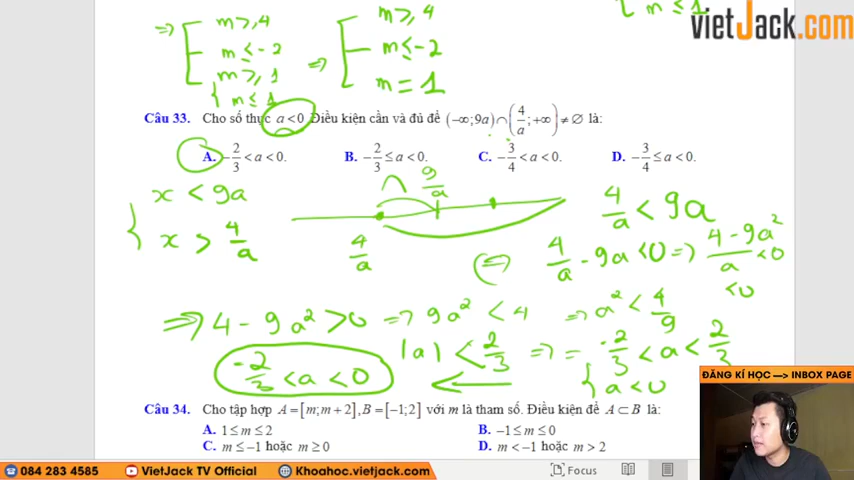 m ≤ 1
vietJack.com
⇒ m ≥ 4
m ≤ -2
m ≥ 1
m ≤ 1
⇒ m ≥ 4
m ≤ -2
m = 1
Câu 33. Cho số thực a < 0. Điều kiện cần và đủ để (-∞; 9a) ∩ (4/a; +∞) ≠ ∅ là:
A. -2/3 < a < 0. B. -2/3 ≤ a < 0. C. -3/4 < a < 0. D. -3/4 ≤ a < 0.
{ x < 9a
x > 4/a
∩ 9/a
4/a
4/a < 9a
⇔ 4/a - 9a < 0 ⇒ (4 - 9a²)/a < 0
< 0
⇒ 4 - 9a² > 0 ⇒ 9a² < 4 ⇒ a² < 4/9
|a| < 2/3 ⇒ = { -2/3 < a < 2/3
a < 0
-2/3 < a < 0
ĐĂNG KÍ HỌC → INBOX PAGE
Câu 34. Cho tập hợp A = [m; m + 2], B = [-1; 2] với m là tham số. Điều kiện để A ⊂ B là:
A. 1 ≤ m ≤ 2 B. -1 ≤ m ≤ 0
C. m ≤ -1 hoặc m ≥ 0 D. m < -1 hoặc m > 2
084 283 4585 VietJack TV Official Khoahoc.vietjack.com Focus